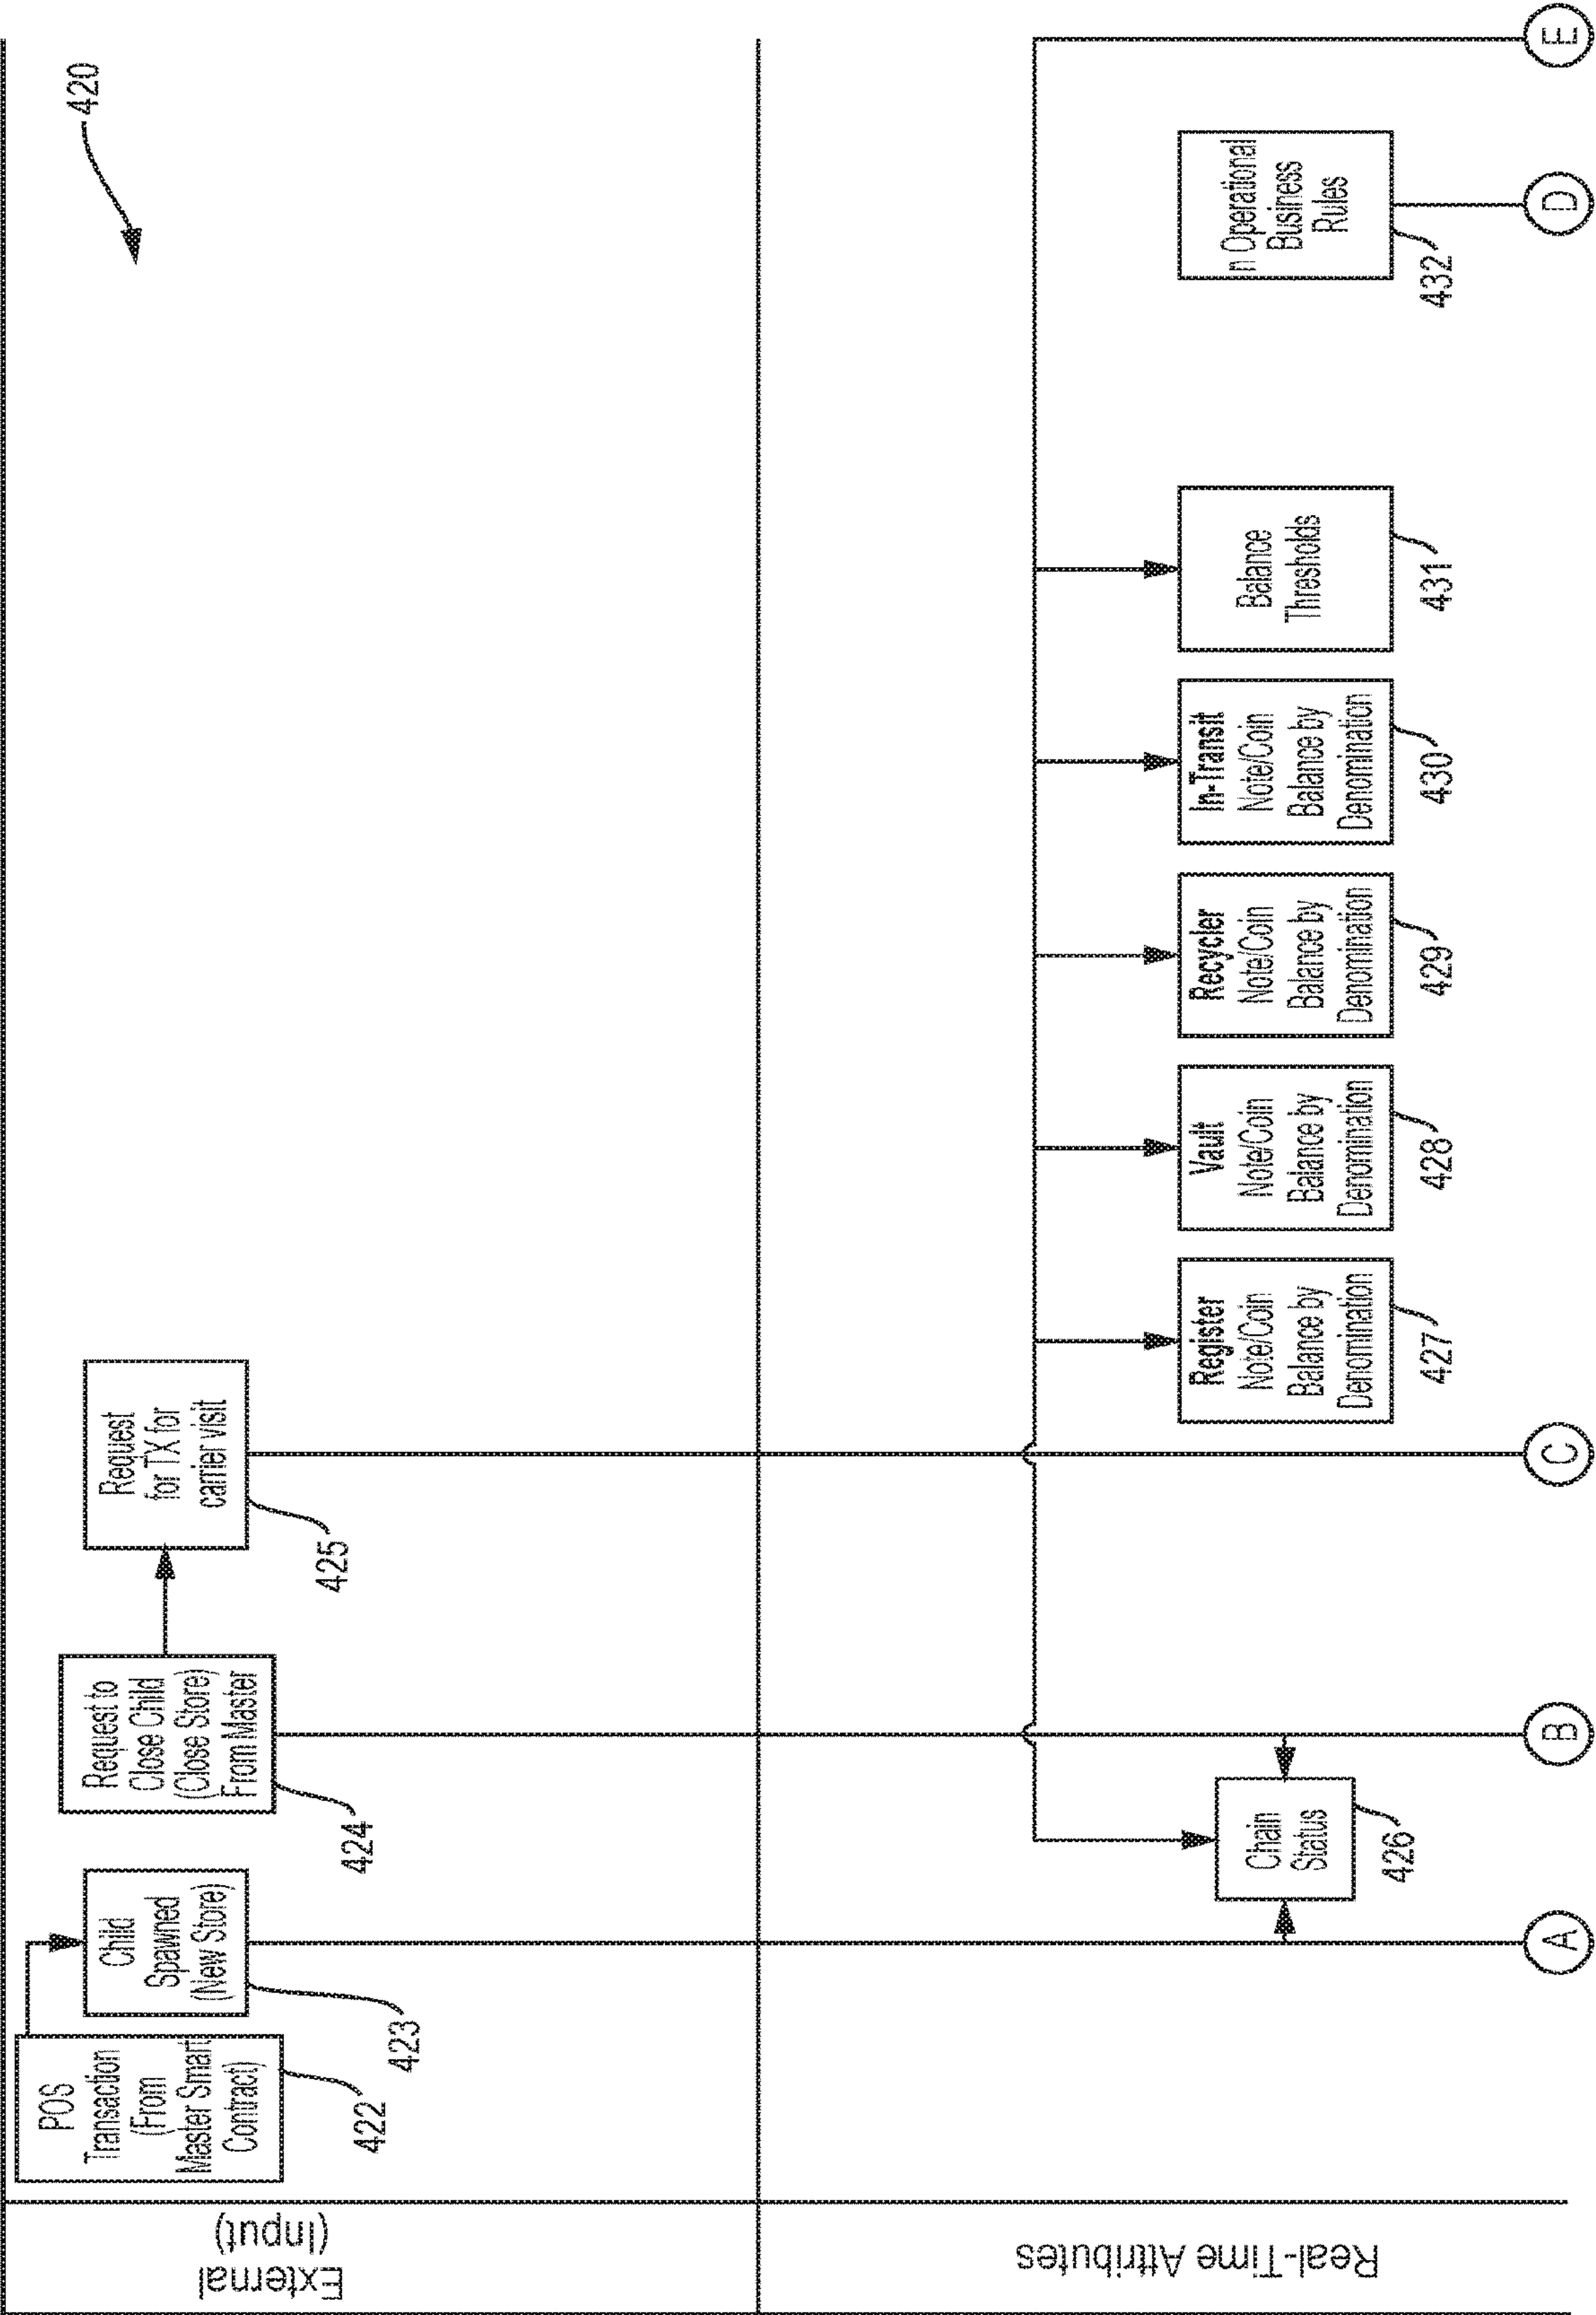 420
External
(Input)
POS
Transaction
(From
Master Smart
Contract)
422
Child
Spawned
(New Store)
423
Request to
Close Child
(Close Store)
From Master
424
Request
for TX for
carrier visit
425
Real-Time Attributes
Chain
Status
426
Register
Note/Coin
Balance by
Denomination
427
Vault
Note/Coin
Balance by
Denomination
428
Recycler
Note/Coin
Balance by
Denomination
429
In-Transit
Note/Coin
Balance by
Denomination
430
Balance
Thresholds
431
n Operational
Business
Rules
432
A
B
C
D
E